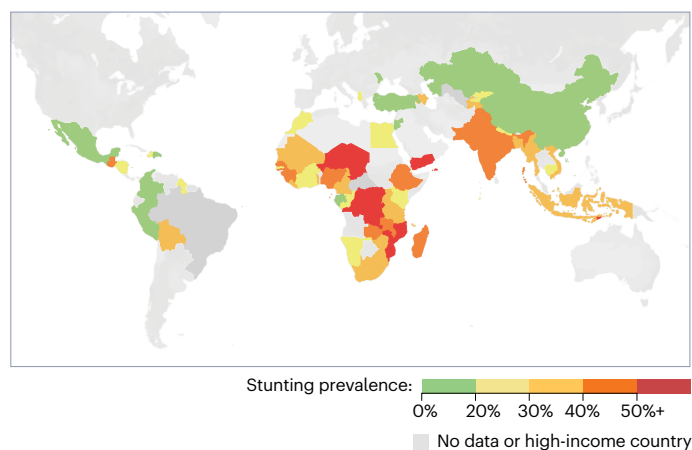 Stunting prevalence:
0% 20% 30% 40% 50%+
No data or high-income country